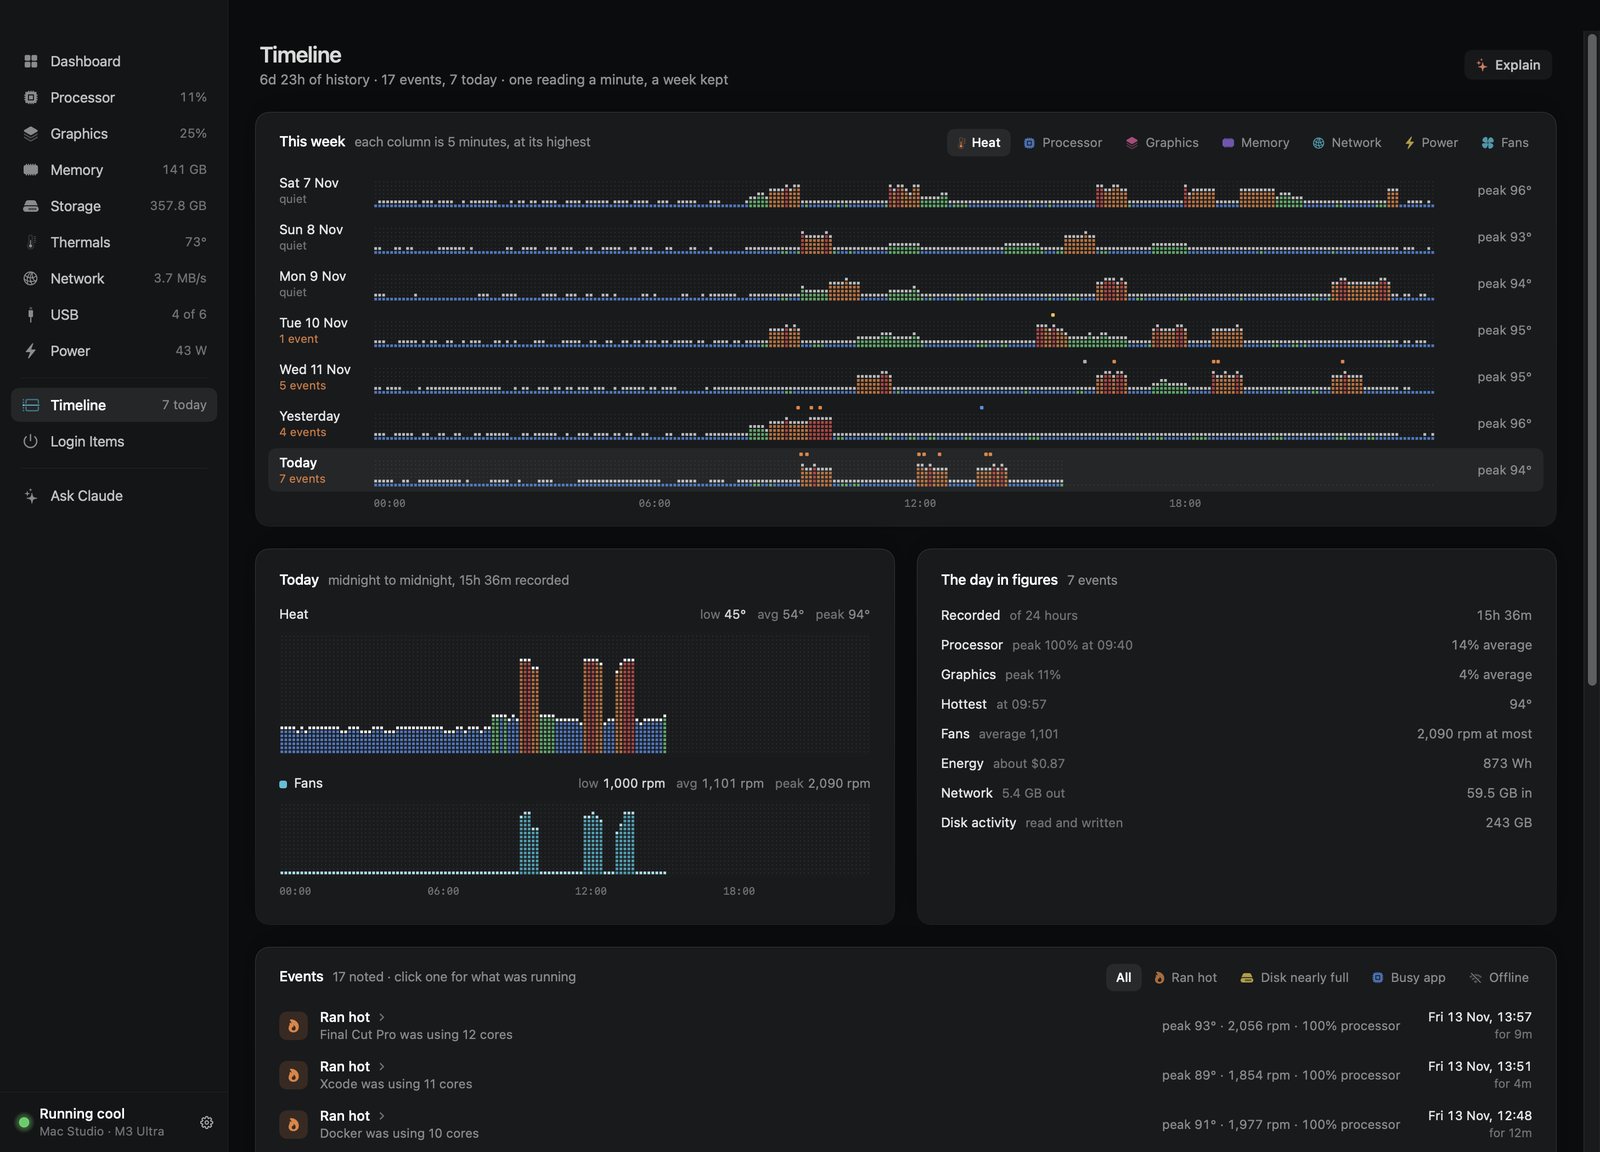 Dashboard
Processor 11%
Graphics 25%
Memory 141 GB
Storage 357.8 GB
Thermals 73°
Network 3.7 MB/s
USB 4 of 6
Power 43 W
Timeline 7 today
Login Items
Ask Claude
Running cool
Mac Studio · M3 Ultra
Timeline
6d 23h of history · 17 events, 7 today · one reading a minute, a week kept
Explain
This week each column is 5 minutes, at its highest
Heat Processor Graphics Memory Network Power Fans
Sat 7 Nov
quiet
peak 96°
Sun 8 Nov
quiet
peak 93°
Mon 9 Nov
quiet
peak 94°
Tue 10 Nov
1 event
peak 95°
Wed 11 Nov
5 events
peak 95°
Yesterday
4 events
peak 96°
Today
7 events
peak 94°
00:00 06:00 12:00 18:00
Today midnight to midnight, 15h 36m recorded
Heat low 45° avg 54° peak 94°
Fans low 1,000 rpm avg 1,101 rpm peak 2,090 rpm
00:00 06:00 12:00 18:00
The day in figures 7 events
Recorded of 24 hours 15h 36m
Processor peak 100% at 09:40 14% average
Graphics peak 11% 4% average
Hottest at 09:57 94°
Fans average 1,101 2,090 rpm at most
Energy about $0.87 873 Wh
Network 5.4 GB out 59.5 GB in
Disk activity read and written 243 GB
Events 17 noted · click one for what was running
All Ran hot Disk nearly full Busy app Offline
Ran hot
Final Cut Pro was using 12 cores
peak 93° · 2,056 rpm · 100% processor
Fri 13 Nov, 13:57
for 9m
Ran hot
Xcode was using 11 cores
peak 89° · 1,854 rpm · 100% processor
Fri 13 Nov, 13:51
for 4m
Ran hot
Docker was using 10 cores
peak 91° · 1,977 rpm · 100% processor
Fri 13 Nov, 12:48
for 12m